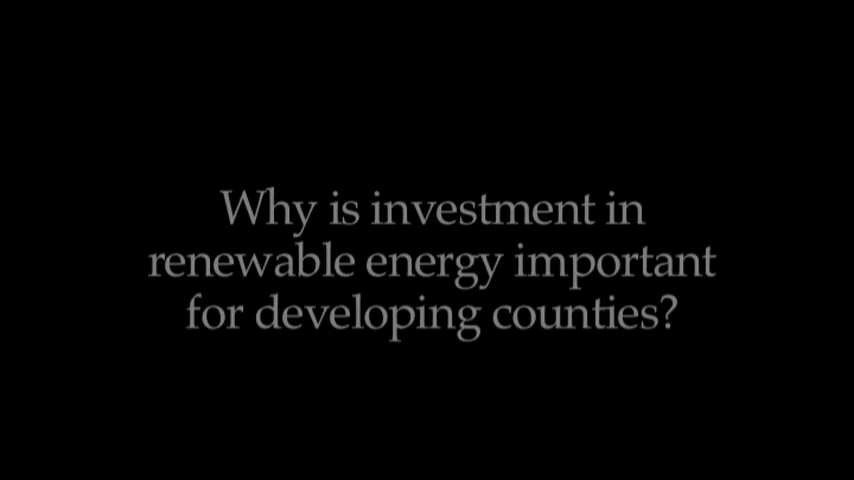 Why is investment in
renewable energy important
for developing counties?